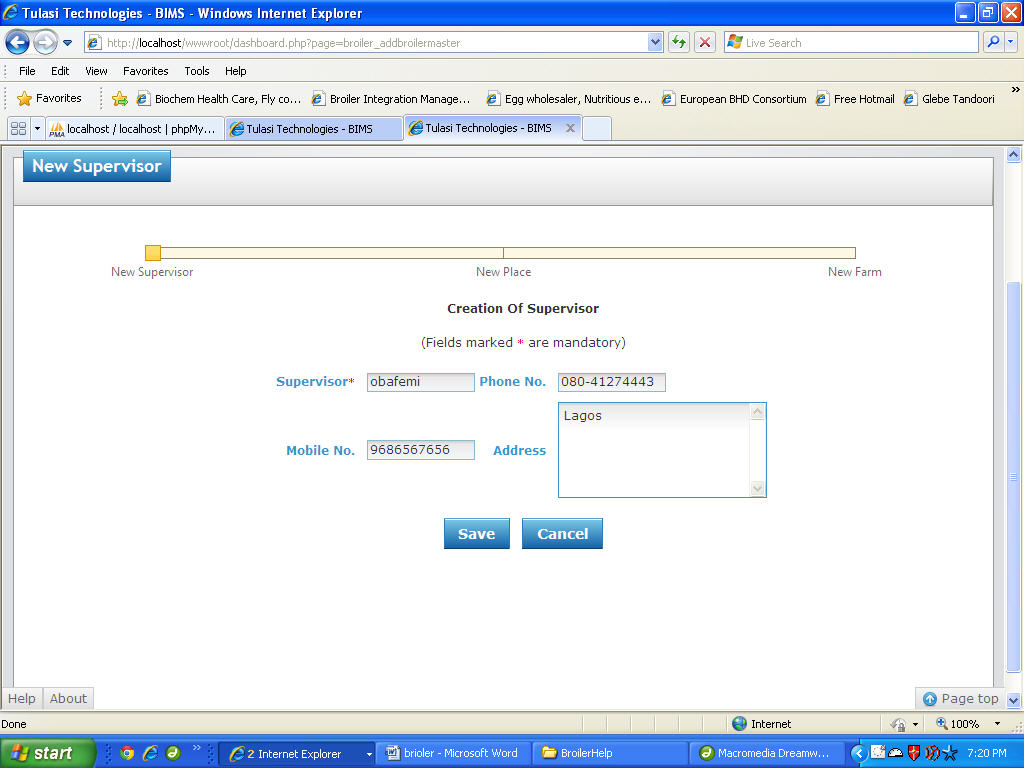 Tulasi Technologies - BIMS - Windows Internet Explorer
http://localhost/wwwroot/dashboard.php?page=broiler_addbroilermaster
Live Search
File Edit View Favorites Tools Help
Favorites Biochem Health Care, Fly co... Broiler Integration Manage... Egg wholesaler, Nutritious e... European BHD Consortium Free Hotmail Glebe Tandoori »
PMA localhost / localhost | phpMy... Tulasi Technologies - BIMS Tulasi Technologies - BIMS
New Supervisor
New Supervisor New Place New Farm
Creation Of Supervisor
(Fields marked * are mandatory)
Supervisor* obafemi Phone No. 080-41274443
Mobile No. 9686567656 Address Lagos
Save Cancel
Help About Page top
Done Internet 100%
start » 2 Internet Explorer brioler - Microsoft Word BroilerHelp Macromedia Dreamw... 7:20 PM